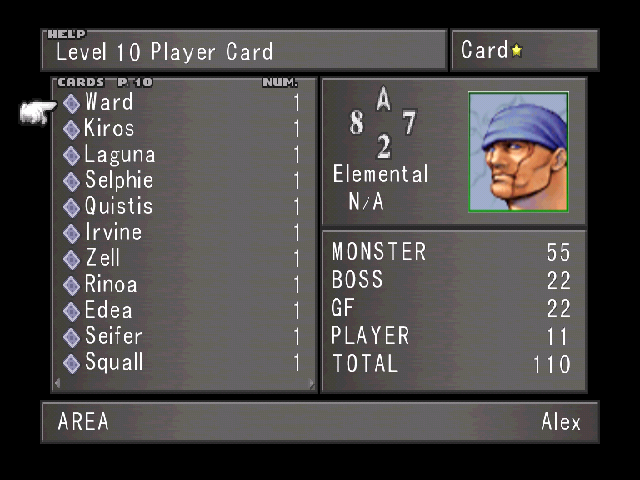 HELP
Level 10 Player Card
Card
CARDS P. 10 NUM.
Ward 1
Kiros 1
Laguna 1
Selphie 1
Quistis 1
Irvine 1
Zell 1
Rinoa 1
Edea 1
Seifer 1
Squall 1
A
8 7
2
Elemental
N/A
MONSTER 55
BOSS 22
GF 22
PLAYER 11
TOTAL 110
AREA Alex